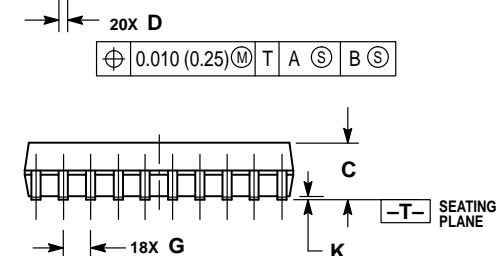 20X D
⌖ 0.010 (0.25) Ⓜ T A Ⓢ B Ⓢ
C
–T– SEATING
PLANE
18X G
K